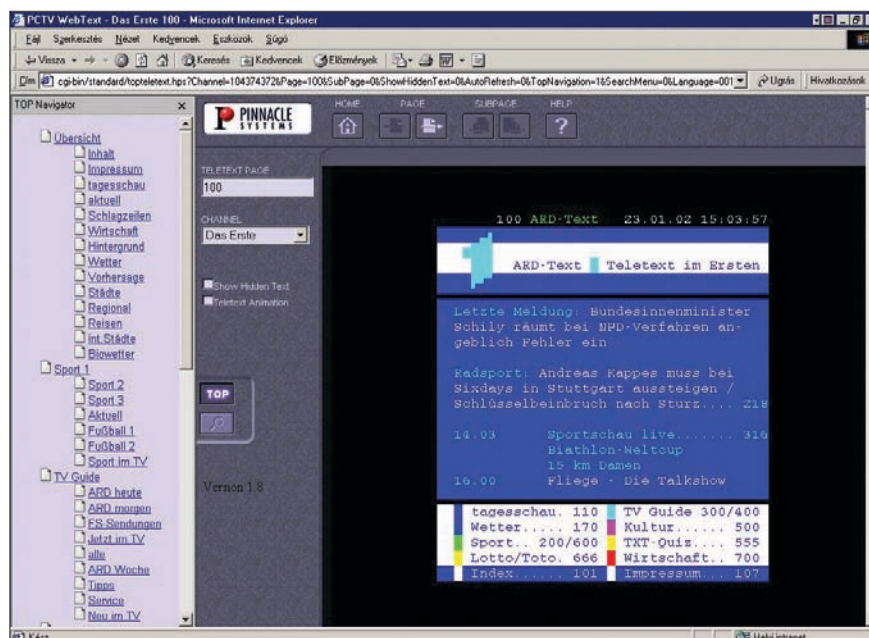 PCTV WebText - Das Erste 100 - Microsoft Internet Explorer
Fájl Szerkesztés Nézet Kedvencek Eszközök Súgó
Vissza Keresés Kedvencek Előzmények
Cím cgi-bin/standard/topteletext.hps?Channel=104374372&Page=100&SubPage=0&ShowHiddenText=0&AutoRefresh=0&TopNavigation=1&SearchMenu=0&Language=001 Ugrás Hivatkozások
TOP Navigator x
Übersicht
Inhalt
Impressum
tagesschau
aktuell
Schlagzeilen
Wirtschaft
Hintergrund
Wetter
Vorhersage
Städte
Regional
Reisen
int.Städte
Biowetter
Sport 1
Sport 2
Sport 3
Aktuell
Fußball 1
Fußball 2
Sport im TV
TV Guide
ARD heute
ARD morgen
ES-Sendungen
Jetzt im TV
alle
ARD Woche
Tipps
Service
Neu im TV
PINNACLE
SYSTEMS
HOME PAGE SUBPAGE HELP
TELETEXT PAGE
100
CHANNEL
Das Erste
Show Hidden Text
Teletext Animation
TOP
Version 1.8
100 ARD-Text 23.01.02 15:03:57
ARD-Text Teletext im Ersten
Letzte Meldung: Bundesinnenminister
Schily räumt bei NPD-Verfahren an-
geblich Fehler ein
Radsport: Andreas Kappes muss bei
Sixdays in Stuttgart aussteigen /
Schlüsselbeinbruch nach Sturz.... 218
14.03 Sportschau live....... 316
Biathlon-Weltcup
15 km Damen
16.00 Fliege - Die Talkshow
tagesschau. 110 TV Guide 300/400
Wetter..... 170 Kultur...... 500
Sport.. 200/600 TXT-Quiz.... 555
Lotto/Toto. 666 Wirtschaft.. 700
Index...... 101 Impressum... 107
Kész Helyi intranet